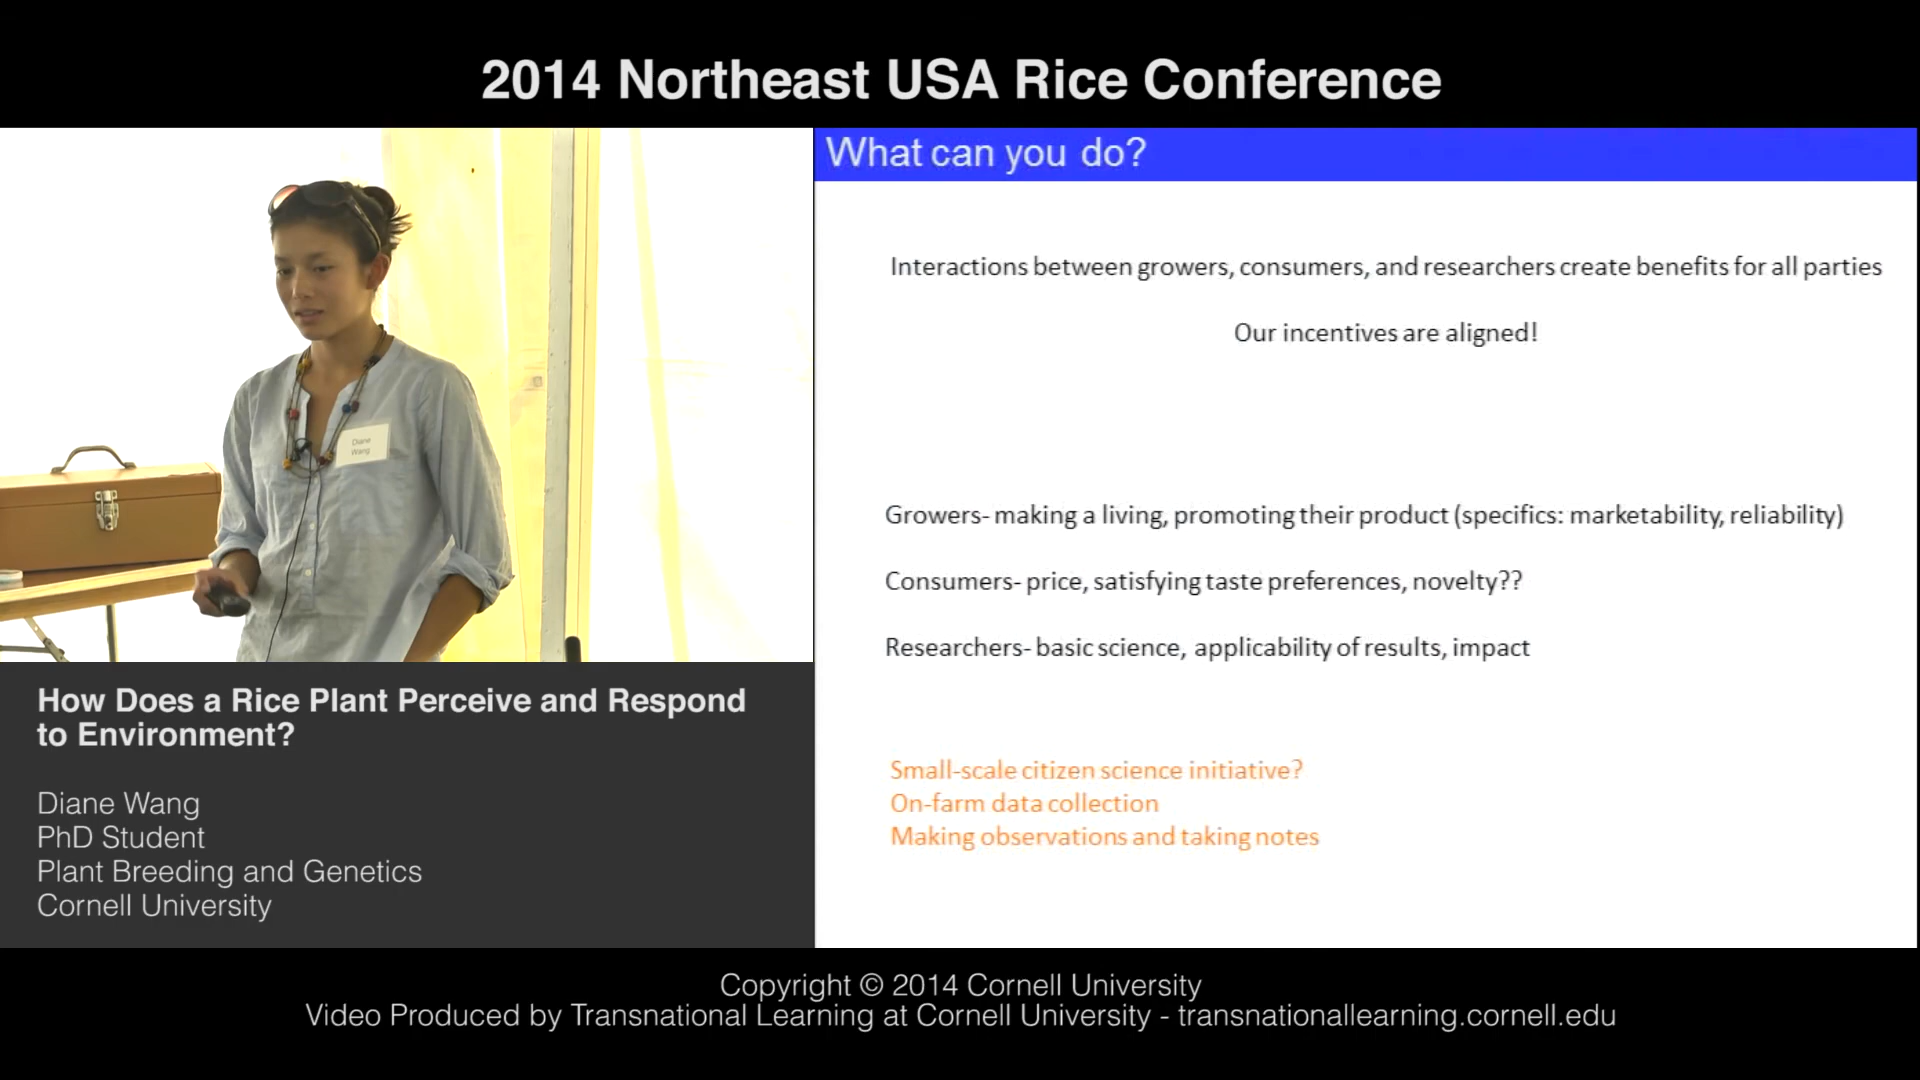 2014 Northeast USA Rice Conference
What can you do?
Interactions between growers, consumers, and researchers create benefits for all parties
Our incentives are aligned!
Growers- making a living, promoting their product (specifics: marketability, reliability)
Consumers- price, satisfying taste preferences, novelty??
Researchers- basic science, applicability of results, impact
Small-scale citizen science initiative?
On-farm data collection
Making observations and taking notes
Diane
Wang
How Does a Rice Plant Perceive and Respond
to Environment?
Diane Wang
PhD Student
Plant Breeding and Genetics
Cornell University
Copyright © 2014 Cornell University
Video Produced by Transnational Learning at Cornell University - transnationallearning.cornell.edu